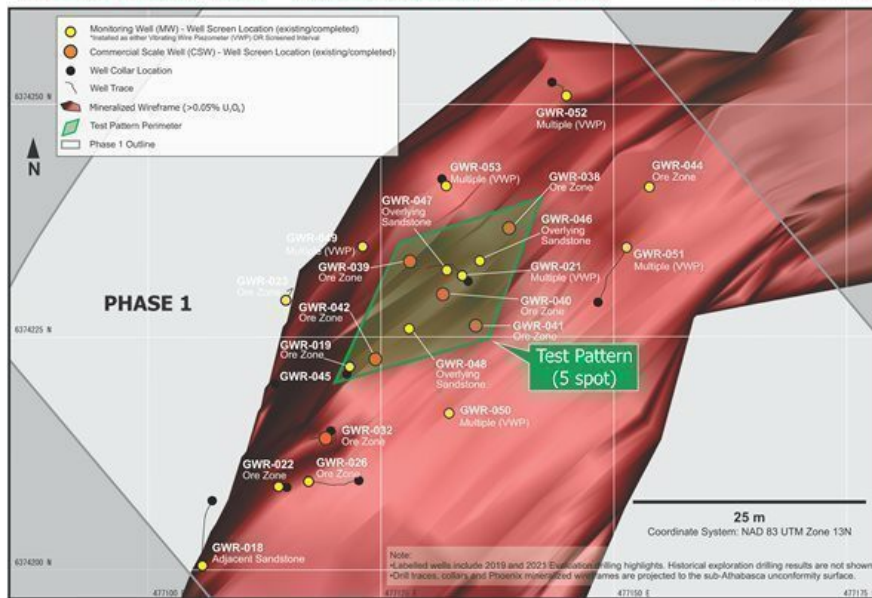 Monitoring Well (MW) - Well Screen Location (existing/completed)
*Installed as either Vibrating Wire Piezometer (VWP) OR Screened Interval
Commercial Scale Well (CSW) - Well Screen Location (existing/completed)
Well Collar Location
Well Trace
Mineralized Wireframe (>0.05% U₃O₈)
Test Pattern Perimeter
Phase 1 Outline
6374250 N
N
GWR-052
Multiple (VWP)
GWR-053
Multiple (VWP)
GWR-038
Ore Zone
GWR-044
Ore Zone
GWR-047
Overlying
Sandstone
GWR-046
Overlying
Sandstone
GWR-049
Multiple (VWP)
GWR-051
Multiple (VWP)
GWR-039
Ore Zone
GWR-021
Multiple (VWP)
GWR-023
Ore Zone
PHASE 1
GWR-042
Ore Zone
GWR-040
Ore Zone
6374225 N
GWR-041
Ore Zone
GWR-019
Ore Zone
GWR-045
GWR-048
Overlying
Sandstone
Test Pattern
(5 spot)
GWR-050
Multiple (VWP)
GWR-032
Ore Zone
GWR-022
Ore Zone
GWR-026
Ore Zone
25 m
Coordinate System: NAD 83 UTM Zone 13N
GWR-018
Adjacent Sandstone
6374200 N
Note:
•Labelled wells include 2019 and 2021 Evaluation drilling highlights. Historical exploration drilling results are not shown
•Drill traces, collars and Phoenix mineralized wireframes are projected to the sub-Athabasca unconformity surface.
477100
477125
477150 E
477175